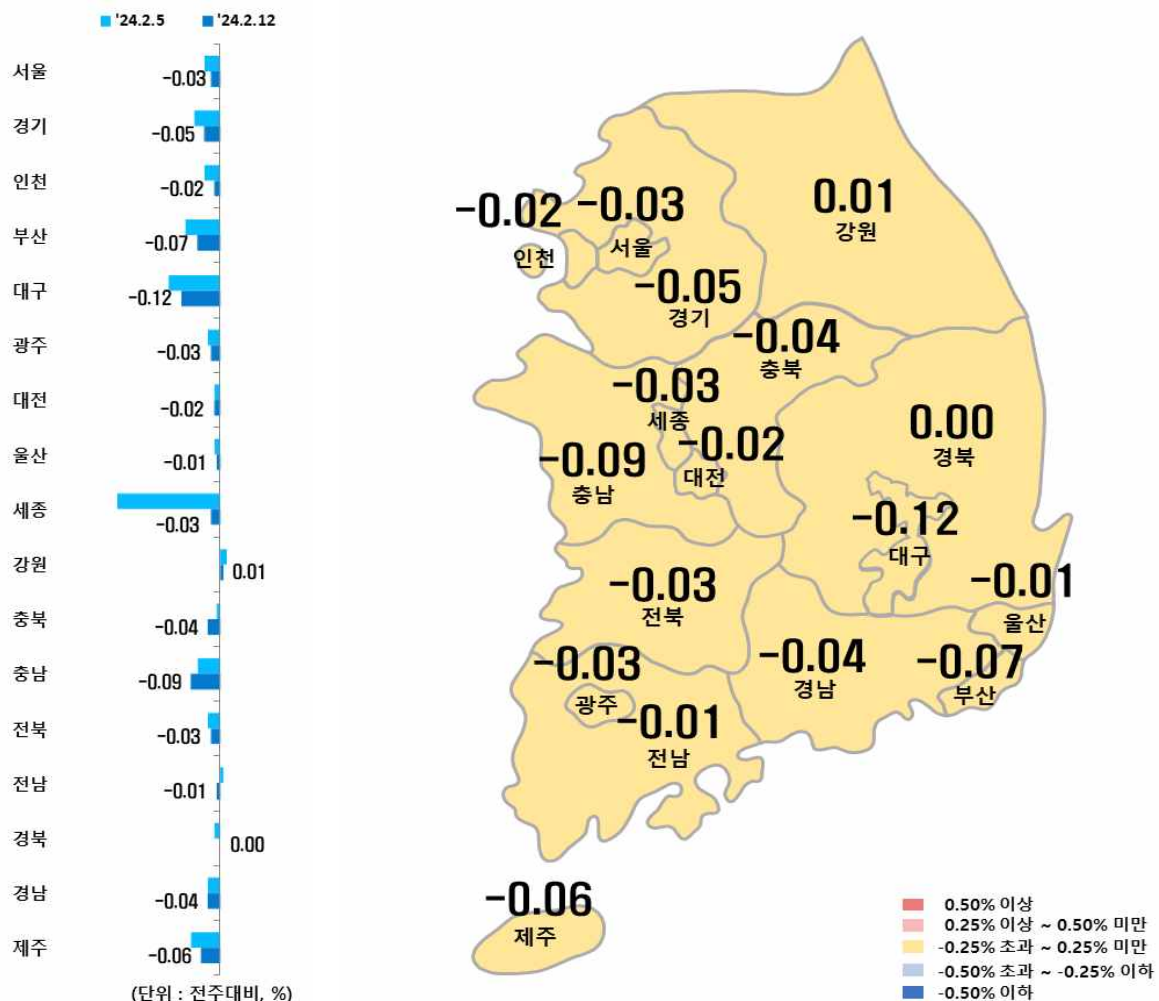 '24.2.5 '24.2.12
서울 -0.03
경기 -0.05
인천 -0.02
부산 -0.07
대구 -0.12
광주 -0.03
대전 -0.02
울산 -0.01
세종 -0.03
강원 0.01
충북 -0.04
충남 -0.09
전북 -0.03
전남 -0.01
경북 0.00
경남 -0.04
제주 -0.06
(단위 : 전주대비, %)
0.01
강원
-0.02
인천
-0.03
서울
-0.05
경기
-0.04
충북
-0.03
세종
0.00
경북
-0.02
대전
-0.09
충남
-0.12
대구
-0.01
울산
-0.03
전북
-0.04
경남
-0.07
부산
-0.03
광주
-0.01
전남
-0.06
제주
0.50% 이상
0.25% 이상 ~ 0.50% 미만
-0.25% 초과 ~ 0.25% 미만
-0.50% 초과 ~ -0.25% 이하
-0.50% 이하